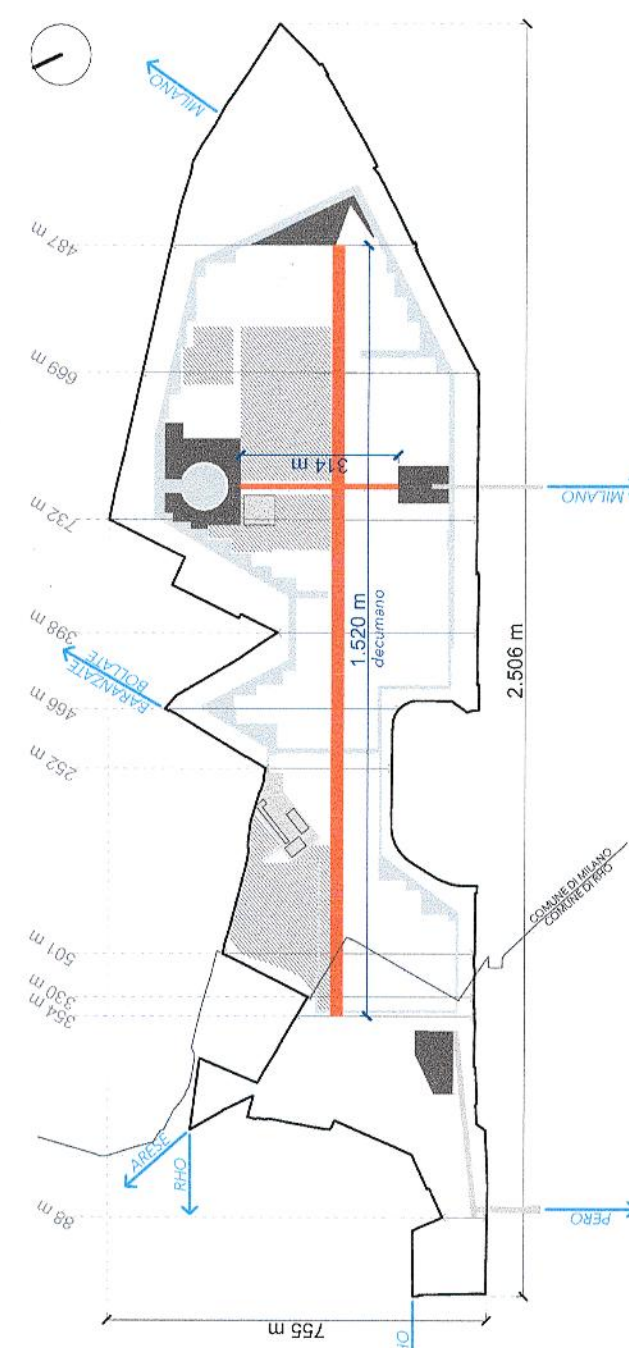 MILANO
487 m
669 m
314 m
732 m
MILANO
398 m
1.520 m
decumano
2.506 m
BOLLATE
BARANZATE
466 m
252 m
COMUNE DI MILANO
COMUNE DI RHO
501 m
330 m
354 m
ARESE
RHO
88 m
PERO
755 m